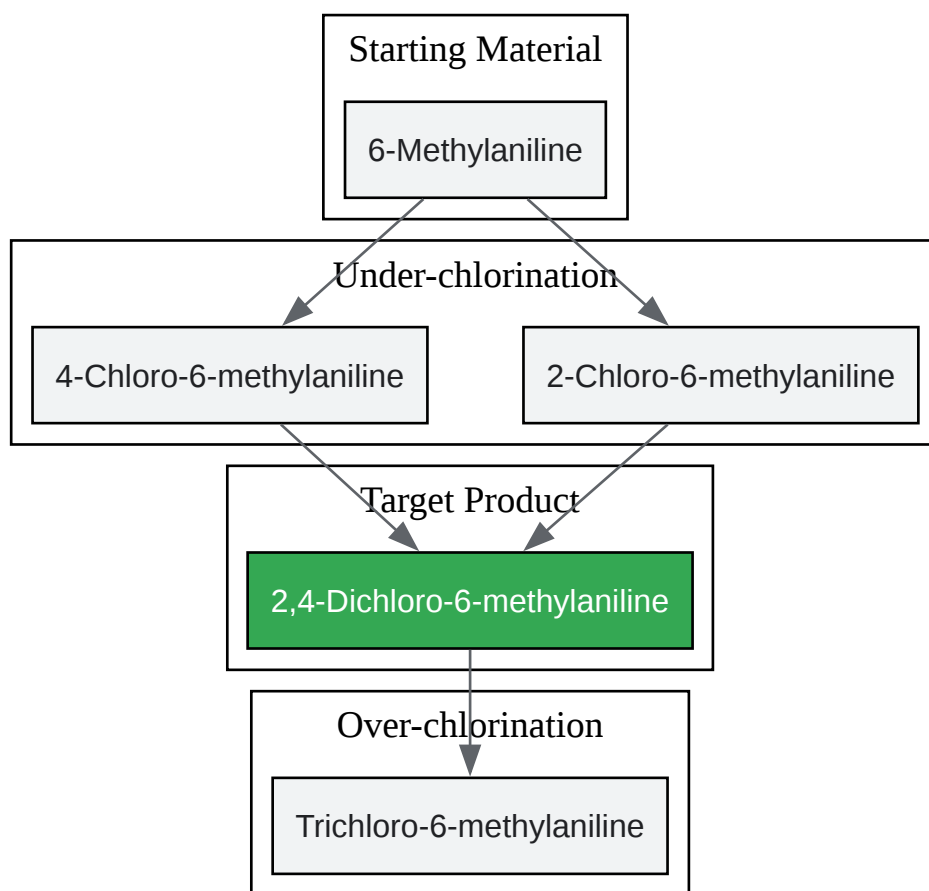 Starting Material
6-Methylaniline
Under-chlorination
4-Chloro-6-methylaniline
2-Chloro-6-methylaniline
Target Product
2,4-Dichloro-6-methylaniline
Over-chlorination
Trichloro-6-methylaniline